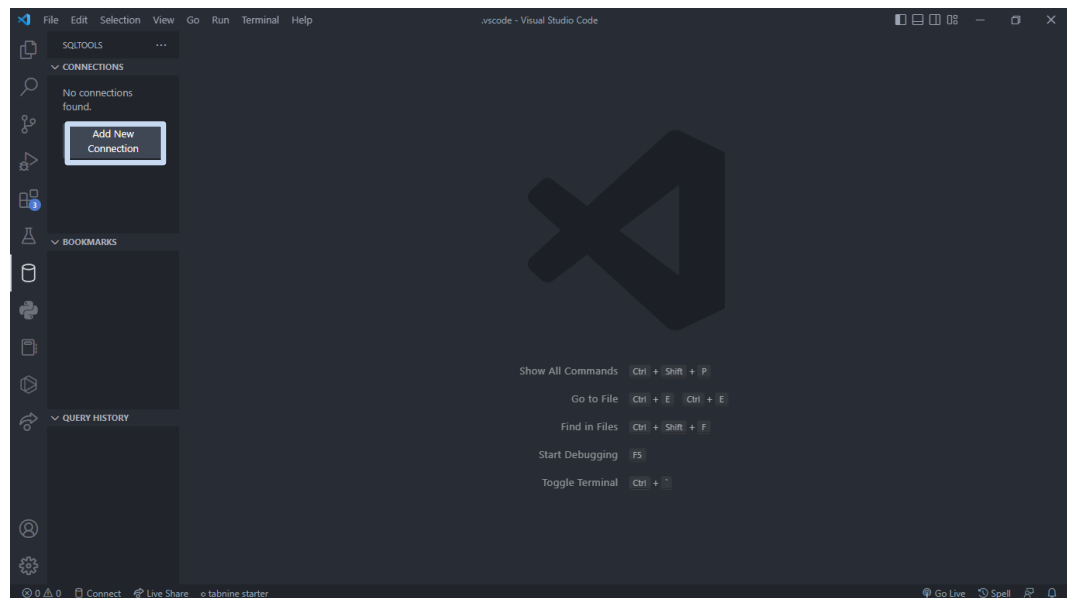 File Edit Selection View Go Run Terminal Help .vscode - Visual Studio Code
SQLTOOLS ...
CONNECTIONS
No connections
found.
Add New
Connection
3
BOOKMARKS
Show All Commands Ctrl + Shift + P
Go to File Ctrl + E Ctrl + E
Find in Files Ctrl + Shift + F
Start Debugging F5
Toggle Terminal Ctrl + `
QUERY HISTORY
0 0 Connect Live Share tabnine starter Go Live Spell